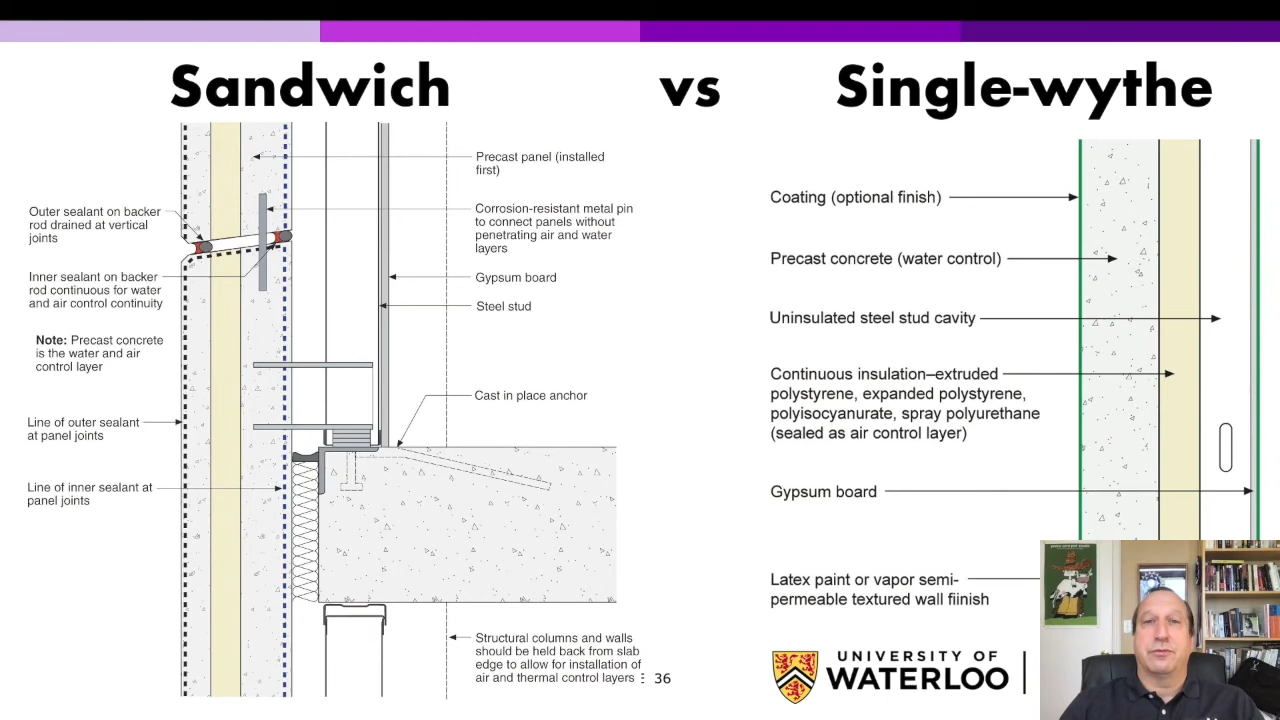 Sandwich vs Single-wythe
Precast panel (installed
first)
Corrosion-resistant metal pin
to connect panels without
penetrating air and water
layers
Gypsum board
Steel stud
Cast in place anchor
Structural columns and walls
should be held back from slab
edge to allow for installation of
air and thermal control layers
Outer sealant on backer
rod drained at vertical
joints
Inner sealant on backer
rod continuous for water
and air control continuity
Note: Precast concrete
is the water and air
control layer
Line of outer sealant
at panel joints
Line of inner sealant at
panel joints
36
Coating (optional finish)
Precast concrete (water control)
Uninsulated steel stud cavity
Continuous insulation–extruded
polystyrene, expanded polystyrene,
polyisocyanurate, spray polyurethane
(sealed as air control layer)
Gypsum board
Latex paint or vapor semi-
permeable textured wall fiinish
UNIVERSITY OF
WATERLOO